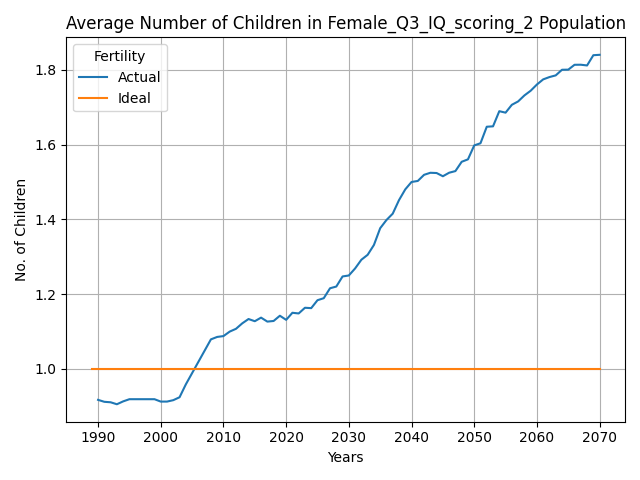 Average Number of Children in Female_Q3_IQ_scoring_2 Population
Fertility
Actual
Ideal
No. of Children
1.8
1.6
1.4
1.2
1.0
1990 2000 2010 2020 2030 2040 2050 2060 2070
Years